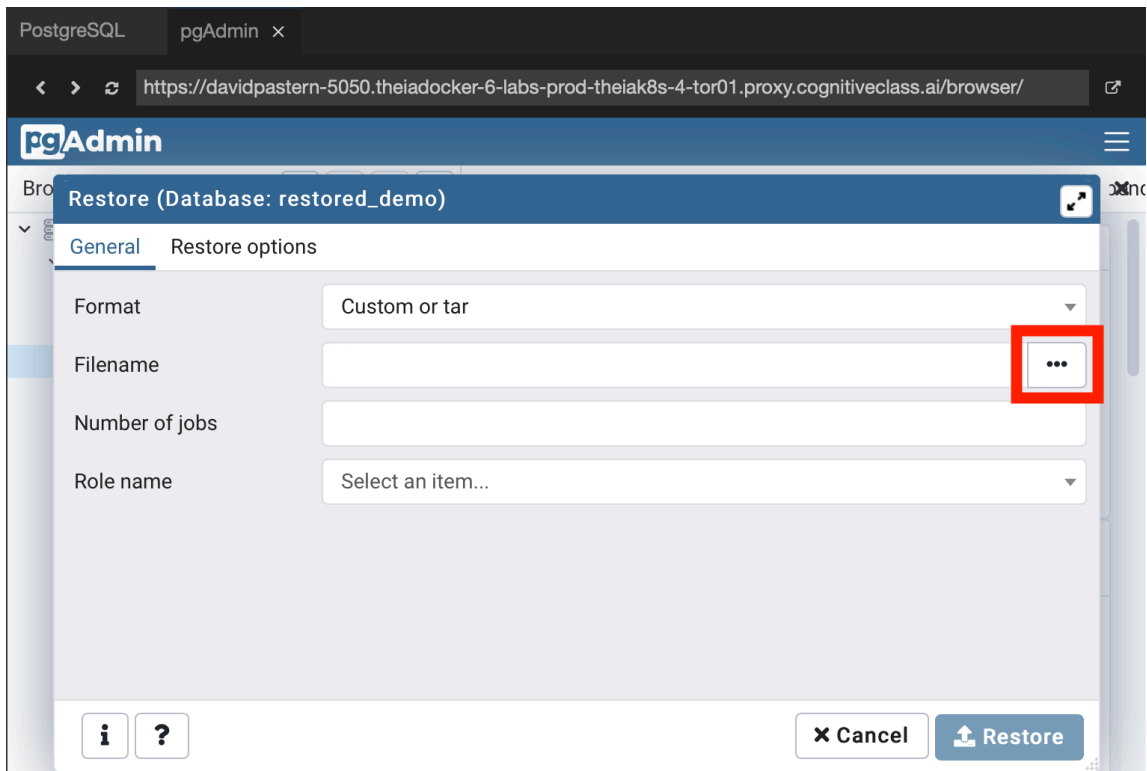 PostgreSQL pgAdmin
https://davidpastern-5050.theiadocker-6-labs-prod-theiak8s-4-tor01.proxy.cognitiveclass.ai/browser/
pgAdmin
Bro
Restore (Database: restored_demo)
General Restore options
Format Custom or tar
Filename •••
Number of jobs
Role name Select an item...
i ? Cancel Restore